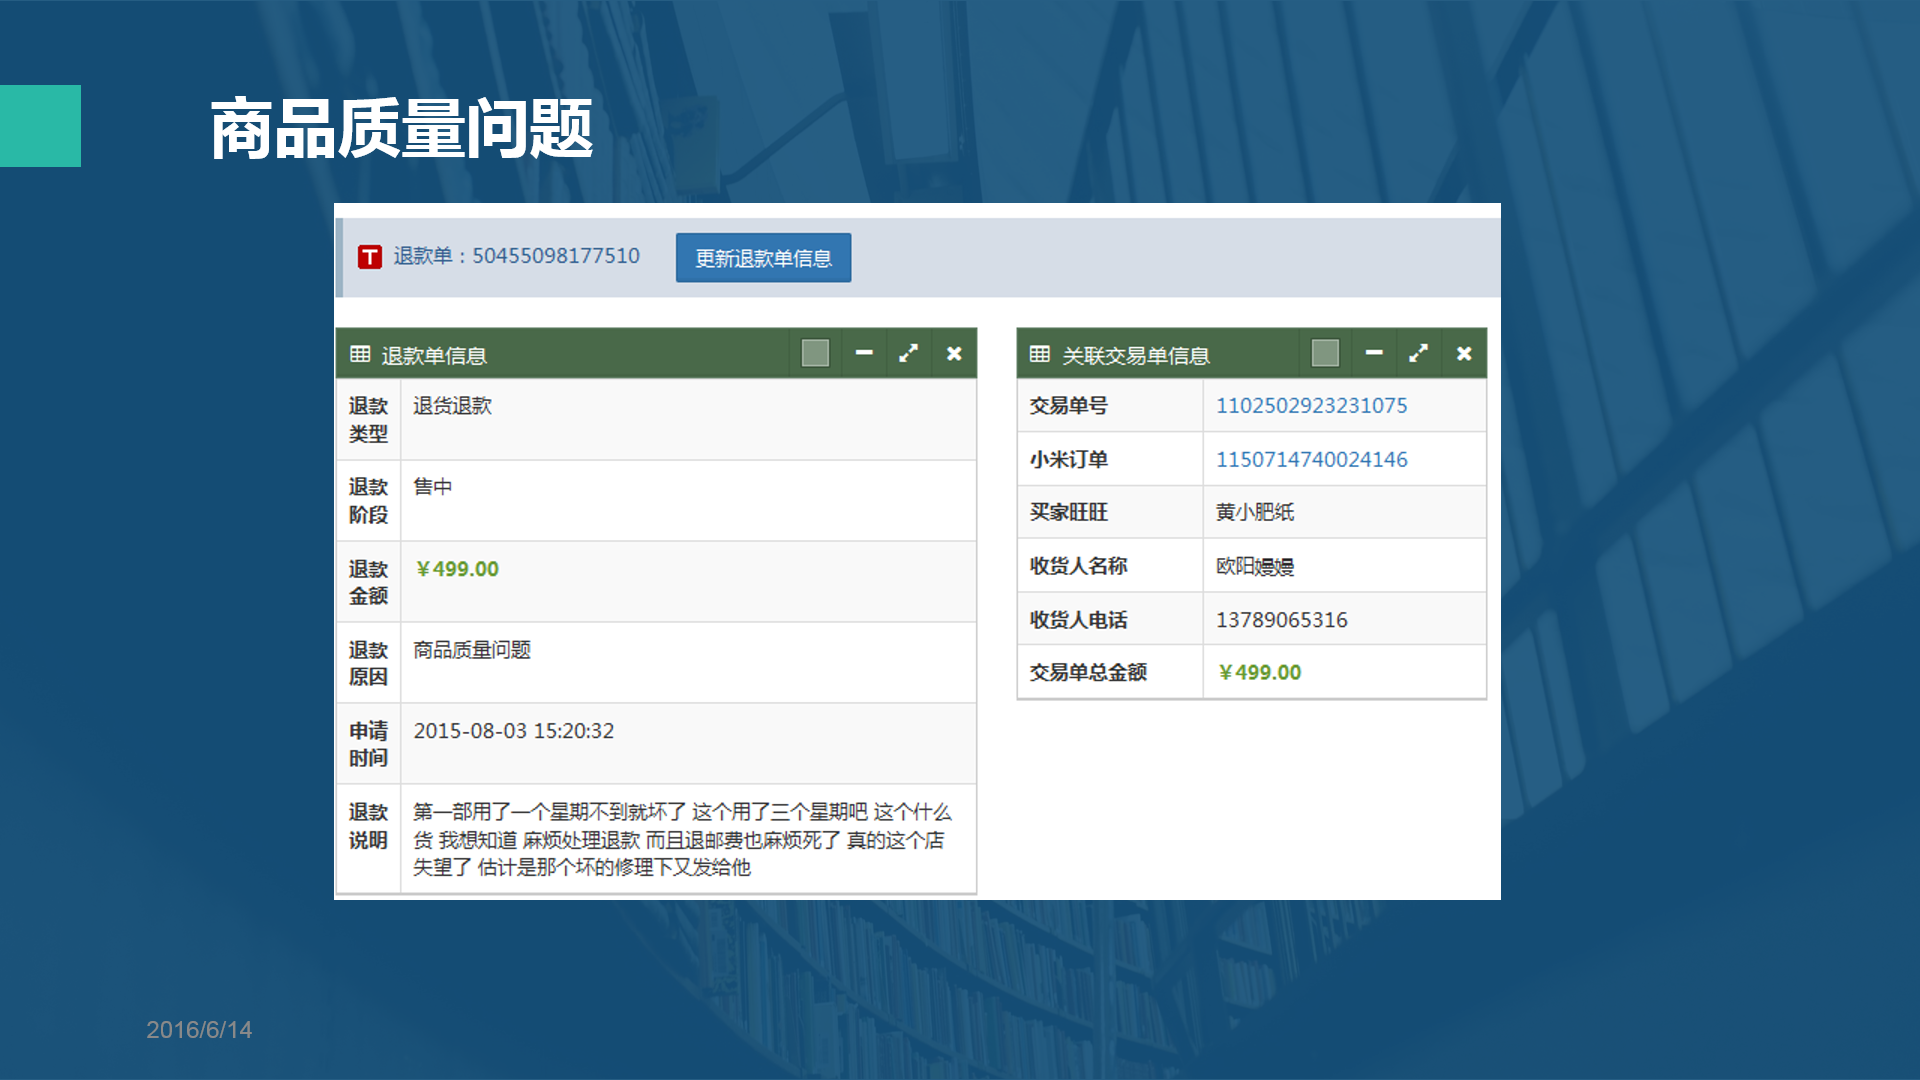 商品质量问题
T 退款单：50455098177510 更新退款单信息
退款单信息
退款类型 退货退款
退款阶段 售中
退款金额 ￥499.00
退款原因 商品质量问题
申请时间 2015-08-03 15:20:32
退款说明 第一部用了一个星期不到就坏了 这个用了三个星期吧 这个什么
货 我想知道 麻烦处理退款 而且退邮费也麻烦死了 真的这个店
失望了 估计是那个坏的修理下又发给他
关联交易单信息
交易单号 1102502923231075
小米订单 1150714740024146
买家旺旺 黄小肥纸
收货人名称 欧阳嫚嫚
收货人电话 13789065316
交易单总金额 ￥499.00
2016/6/14